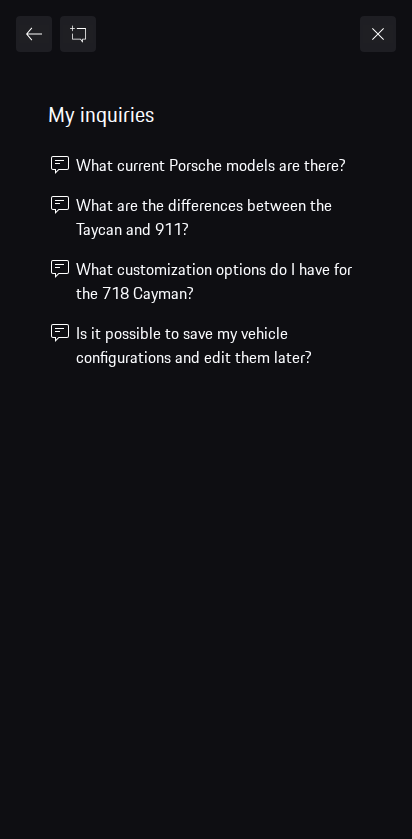 My inquiries
What current Porsche models are there?
What are the differences between the
Taycan and 911?
What customization options do I have for
the 718 Cayman?
Is it possible to save my vehicle
configurations and edit them later?